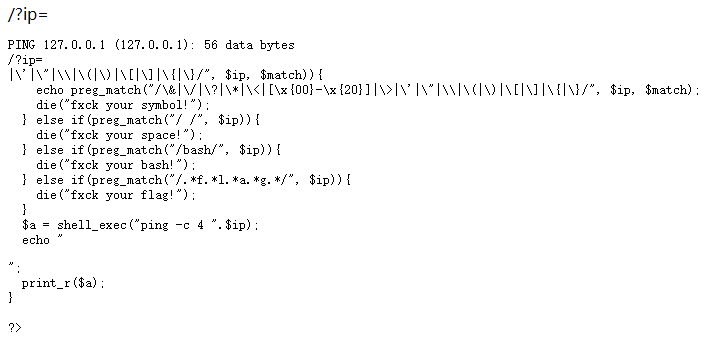 /?ip=
PING 127.0.0.1 (127.0.0.1): 56 data bytes
/?ip=
|\'|\"|\\|\(|\)|\[|\]|\{|\}/", $ip, $match)){
    echo preg_match("/\&|\/|\?|\*|\<|[\x{00}-\x{20}]|\>|\'|\"|\\|\(|\)|\[|\]|\{|\}/", $ip, $match);
    die("fxck your symbol!");
  } else if(preg_match("/ /", $ip)){
    die("fxck your space!");
  } else if(preg_match("/bash/", $ip)){
    die("fxck your bash!");
  } else if(preg_match("/.*f.*l.*a.*g.*/", $ip)){
    die("fxck your flag!");
  }
  $a = shell_exec("ping -c 4 ".$ip);
  echo "
";
  print_r($a);
}
?>